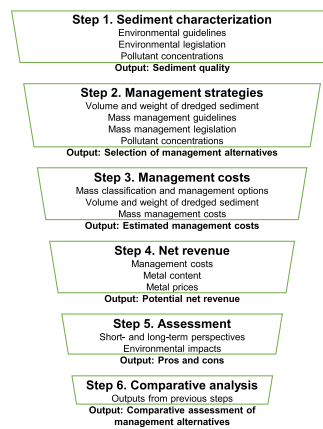 Step 1. Sediment characterization
Environmental guidelines
Environmental legislation
Pollutant concentrations
Output: Sediment quality
Step 2. Management strategies
Volume and weight of dredged sediment
Mass management guidelines
Mass management legislation
Pollutant concentrations
Output: Selection of management alternatives
Step 3. Management costs
Mass classification and management options
Volume and weight of dredged sediment
Mass management costs
Output: Estimated management costs
Step 4. Net revenue
Management costs
Metal content
Metal prices
Output: Potential net revenue
Step 5. Assessment
Short- and long-term perspectives
Environmental impacts
Output: Pros and cons
Step 6. Comparative analysis
Outputs from previous steps
Output: Comparative assessment of
management alternatives